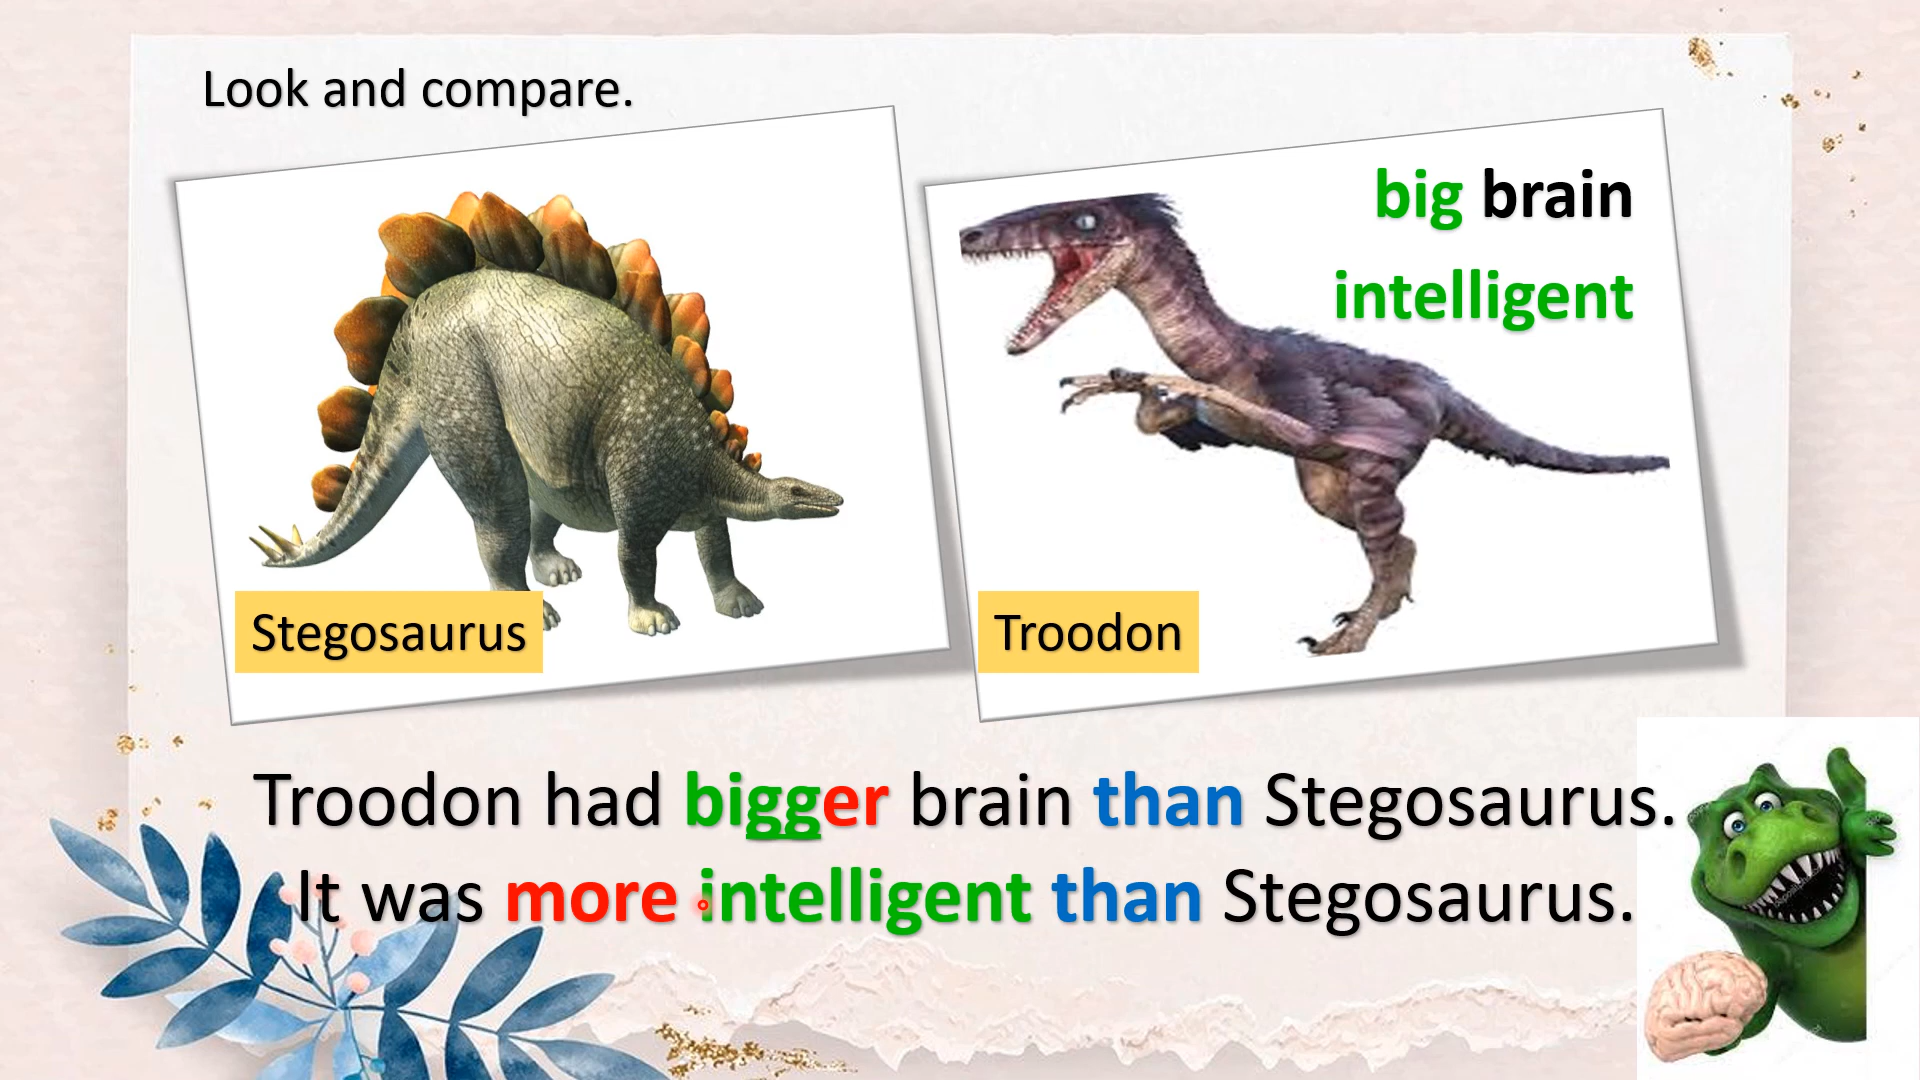 Look and compare.
big brain
intelligent
Stegosaurus
Troodon
Troodon had bigger brain than Stegosaurus.
It was more intelligent than Stegosaurus.